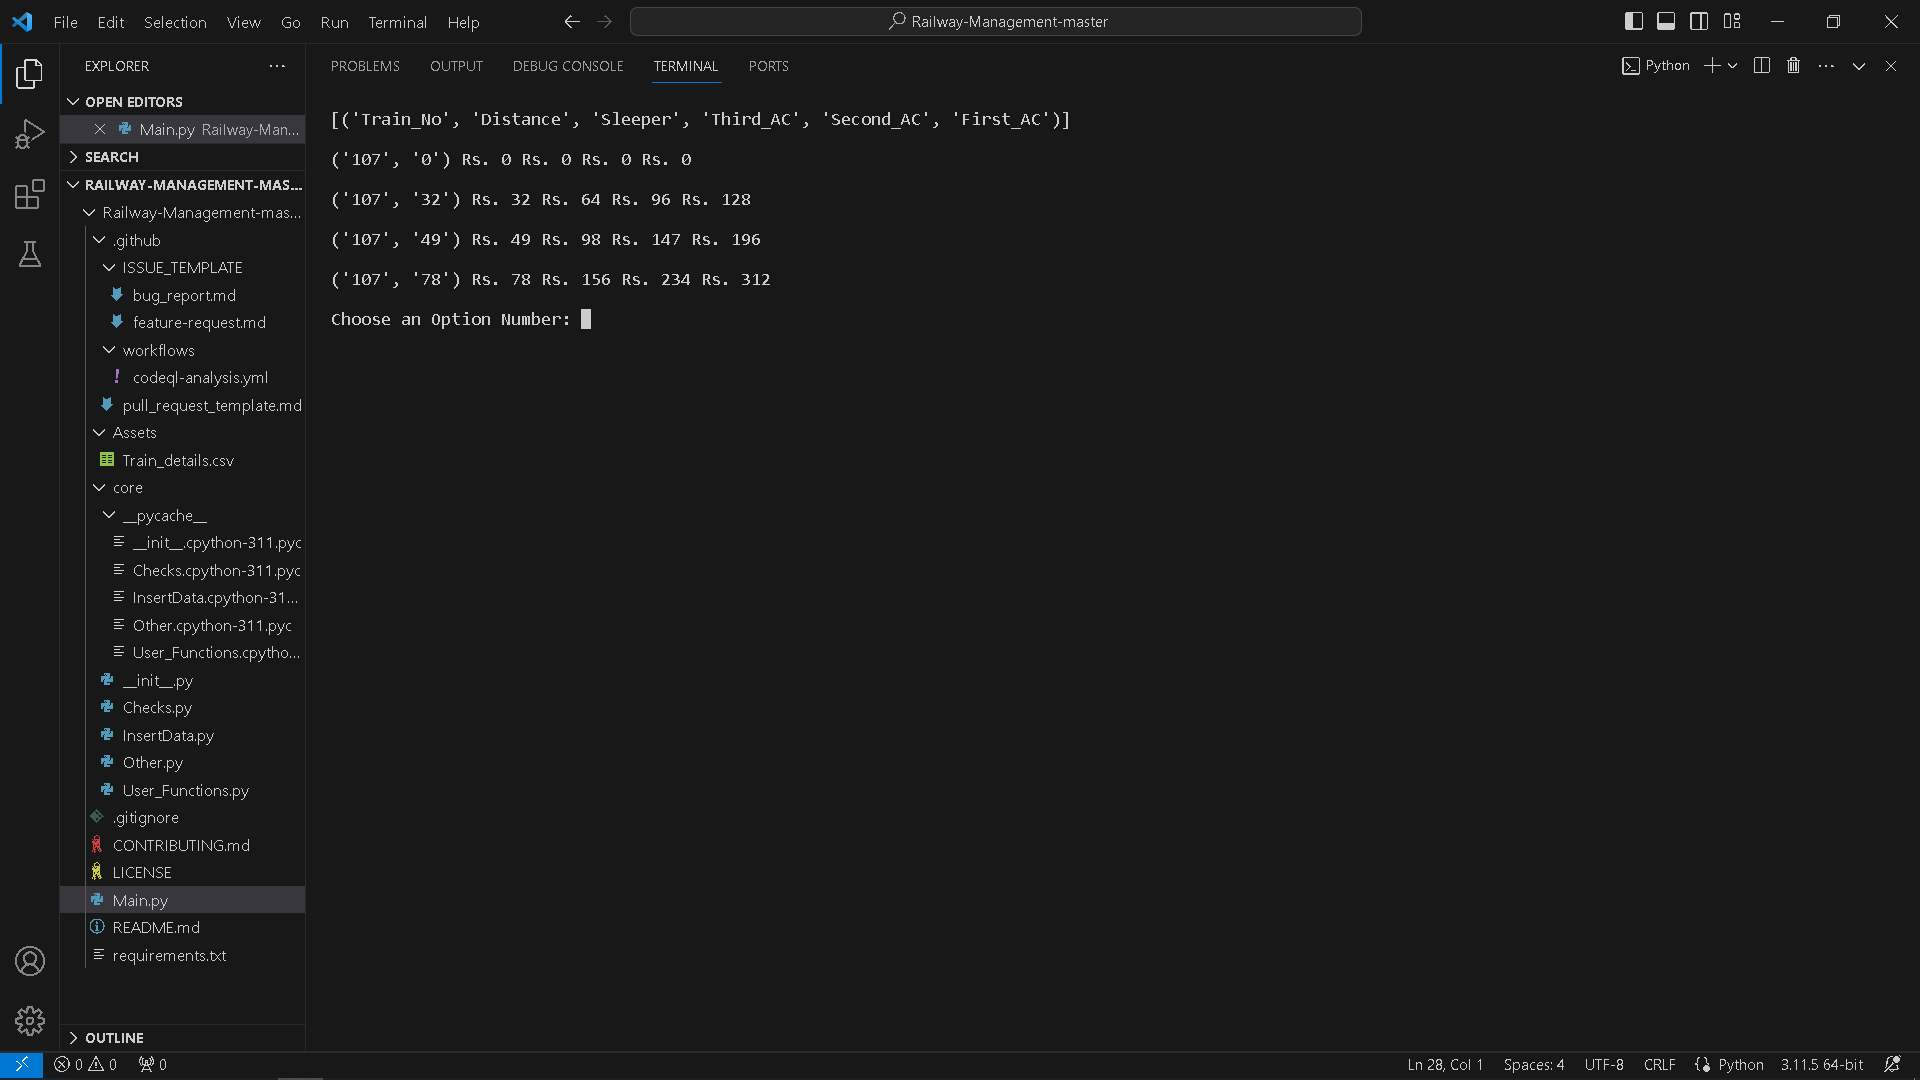 File Edit Selection View Go Run Terminal Help
Railway-Management-master
EXPLORER
OPEN EDITORS
Main.py Railway-Man...
SEARCH
RAILWAY-MANAGEMENT-MAS...
Railway-Management-mas...
.github
ISSUE_TEMPLATE
bug_report.md
feature-request.md
workflows
codeql-analysis.yml
pull_request_template.md
Assets
Train_details.csv
core
__pycache__
__init__.cpython-311.pyc
Checks.cpython-311.pyc
InsertData.cpython-31...
Other.cpython-311.pyc
User_Functions.cpytho...
__init__.py
Checks.py
InsertData.py
Other.py
User_Functions.py
.gitignore
CONTRIBUTING.md
LICENSE
Main.py
README.md
requirements.txt
OUTLINE
PROBLEMS OUTPUT DEBUG CONSOLE TERMINAL PORTS
Python
[('Train_No', 'Distance', 'Sleeper', 'Third_AC', 'Second_AC', 'First_AC')]
('107', '0') Rs. 0 Rs. 0 Rs. 0 Rs. 0
('107', '32') Rs. 32 Rs. 64 Rs. 96 Rs. 128
('107', '49') Rs. 49 Rs. 98 Rs. 147 Rs. 196
('107', '78') Rs. 78 Rs. 156 Rs. 234 Rs. 312
Choose an Option Number:
0 0 0
Ln 28, Col 1 Spaces: 4 UTF-8 CRLF Python 3.11.5 64-bit